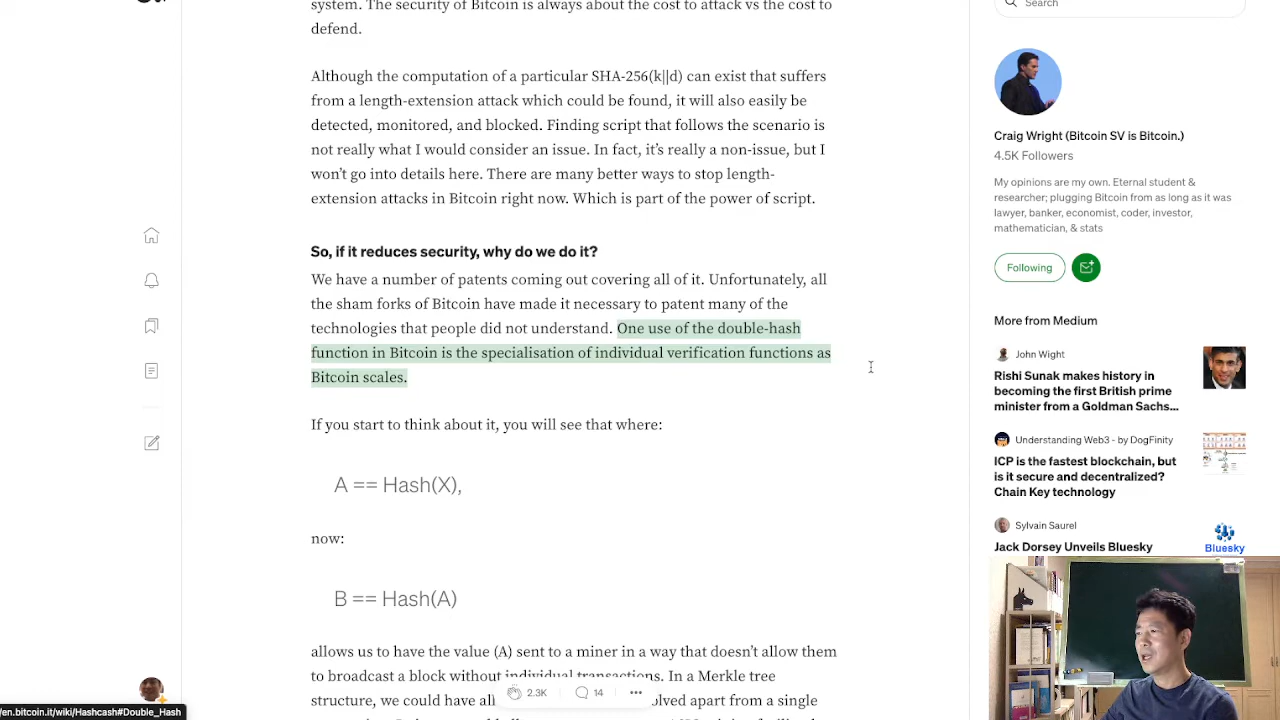 system. The security of Bitcoin is always about the cost to attack vs the cost to
defend.
Although the computation of a particular SHA-256(k||d) can exist that suffers
from a length-extension attack which could be found, it will also easily be
detected, monitored, and blocked. Finding script that follows the scenario is
not really what I would consider an issue. In fact, it's really a non-issue, but I
won't go into details here. There are many better ways to stop length-
extension attacks in Bitcoin right now. Which is part of the power of script.
So, if it reduces security, why do we do it?
We have a number of patents coming out covering all of it. Unfortunately, all
the sham forks of Bitcoin have made it necessary to patent many of the
technologies that people did not understand. One use of the double-hash
function in Bitcoin is the specialisation of individual verification functions as
Bitcoin scales.
If you start to think about it, you will see that where:
A == Hash(X),
now:
B == Hash(A)
allows us to have the value (A) sent to a miner in a way that doesn't allow them
to broadcast a block without individual transactions. In a Merkle tree
structure, we could have all
olved apart from a single
2.3K
14
en.bitcoin.it/wiki/Hashcash#Double_Hash
Search
Craig Wright (Bitcoin SV is Bitcoin.)
4.5K Followers
My opinions are my own. Eternal student &
researcher; plugging Bitcoin from as long as it was
lawyer, banker, economist, coder, investor,
mathematician, & stats
Following
More from Medium
John Wight
Rishi Sunak makes history in
becoming the first British prime
minister from a Goldman Sachs...
Understanding Web3 - by DogFinity
ICP is the fastest blockchain, but
is it secure and decentralized?
Chain Key technology
Sylvain Saurel
Jack Dorsey Unveils Bluesky
Bluesky